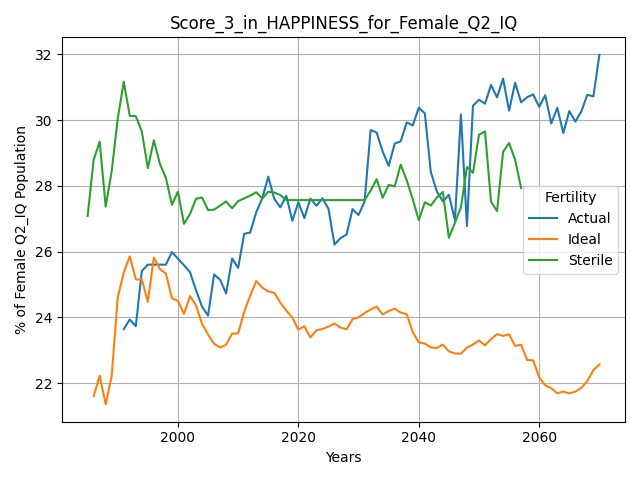 Score_3_in_HAPPINESS_for_Female_Q2_IQ
% of Female Q2_IQ Population
32
30
28
26
24
22
Fertility
Actual
Ideal
Sterile
2000 2020 2040 2060
Years